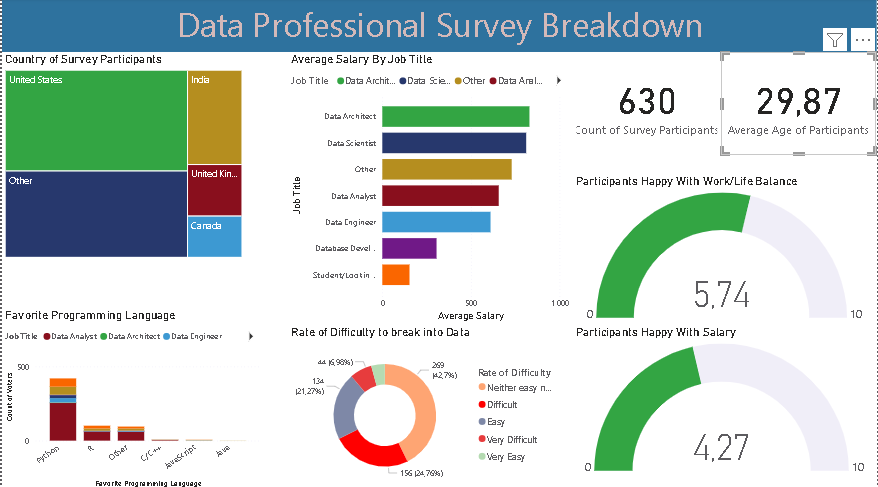 Data Professional Survey Breakdown
Country of Survey Participants
United States
India
Other
United Kin...
Canada
Average Salary By Job Title
Job Title Data Archit... Data Scie... Other Data Anal...
Job Title
Data Architect
Data Scientist
Other
Data Analyst
Data Engineer
Database Devel...
Student/Lookin...
0 500 1 000
Average Salary
630
Count of Survey Participants
29,87
Average Age of Participants
Participants Happy With Work/Life Balance
5,74
0 10
Favorite Programming Language
Job Title Data Analyst Data Architect Data Engineer
Count of Voters
500
0
Python R Other C/C++ JavaScript Java
Favorite Programming Language
Rate of Difficulty to break into Data
44 (6,98%)
269
(42,7%)
134
(21,27%)
156 (24,76%)
Rate of Difficulty
Neither easy n...
Difficult
Easy
Very Difficult
Very Easy
Participants Happy With Salary
4,27
0 10